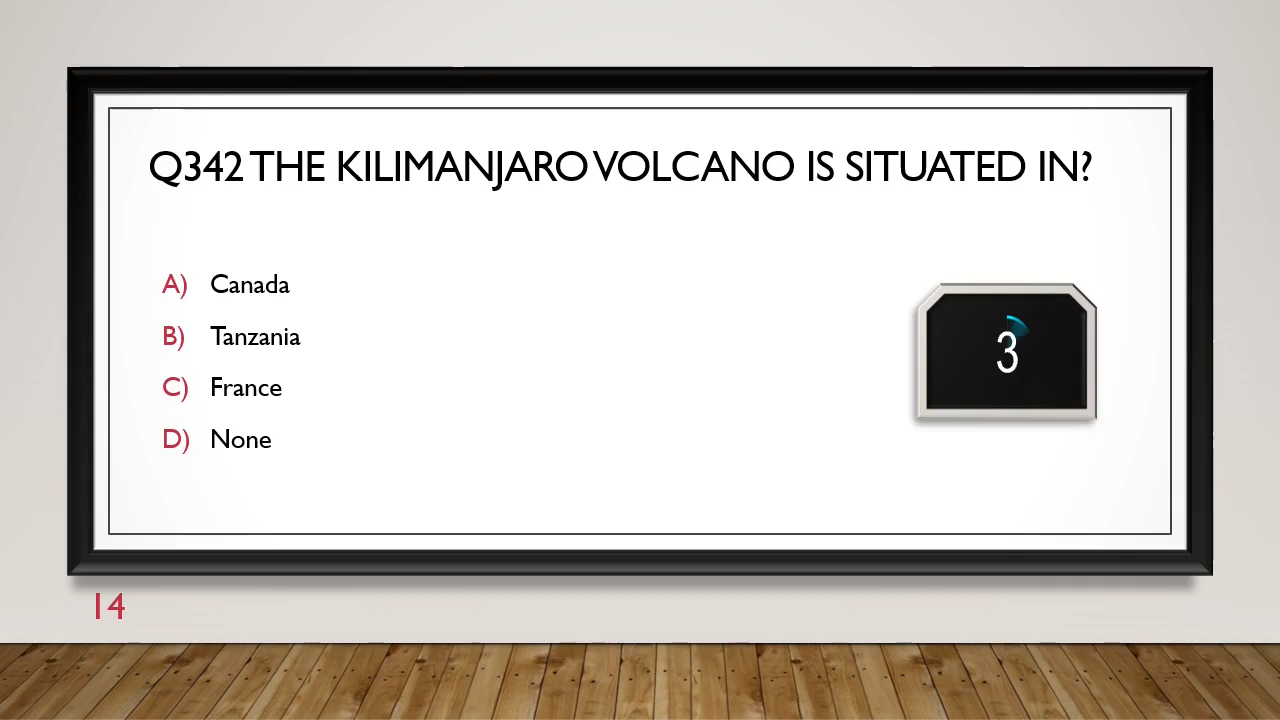 Q342 THE KILIMANJARO VOLCANO IS SITUATED IN?
A) Canada
B) Tanzania
C) France
D) None
3
14